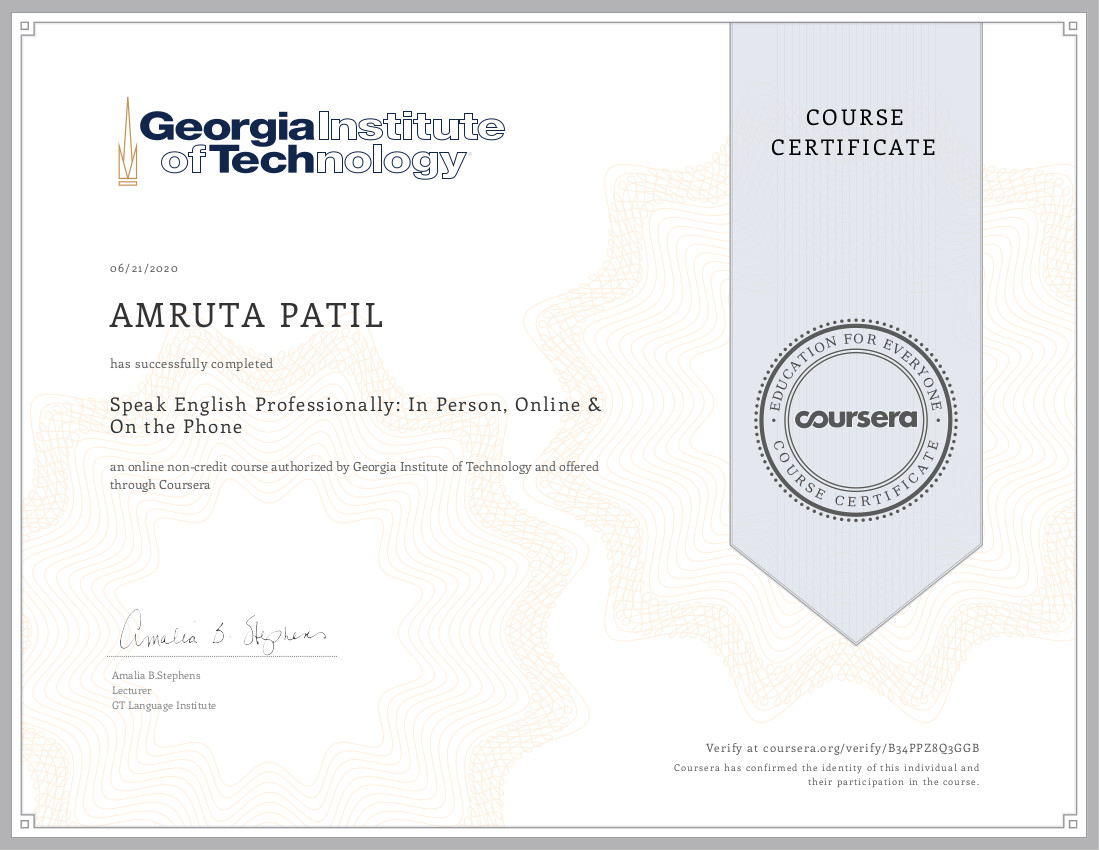 Georgia Institute
of Technology
COURSE
CERTIFICATE
06/21/2020
AMRUTA PATIL
has successfully completed
Speak English Professionally: In Person, Online &
On the Phone
an online non-credit course authorized by Georgia Institute of Technology and offered
through Coursera
EDUCATION FOR EVERYONE
coursera
COURSE CERTIFICATE
Amalia B. Stephens
Amalia B.Stephens
Lecturer
GT Language Institute
Verify at coursera.org/verify/B34PPZ8Q3GGB
Coursera has confirmed the identity of this individual and
their participation in the course.